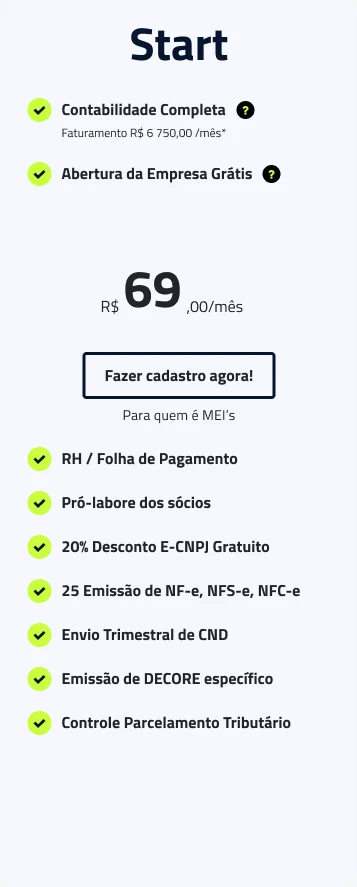 Start
Contabilidade Completa ?
Faturamento R$ 6 750,00 /mês*
Abertura da Empresa Grátis ?
R$ 69 ,00/mês
Fazer cadastro agora!
Para quem é MEI’s
RH / Folha de Pagamento
Pró-labore dos sócios
20% Desconto E-CNPJ Gratuito
25 Emissão de NF-e, NFS-e, NFC-e
Envio Trimestral de CND
Emissão de DECORE específico
Controle Parcelamento Tributário